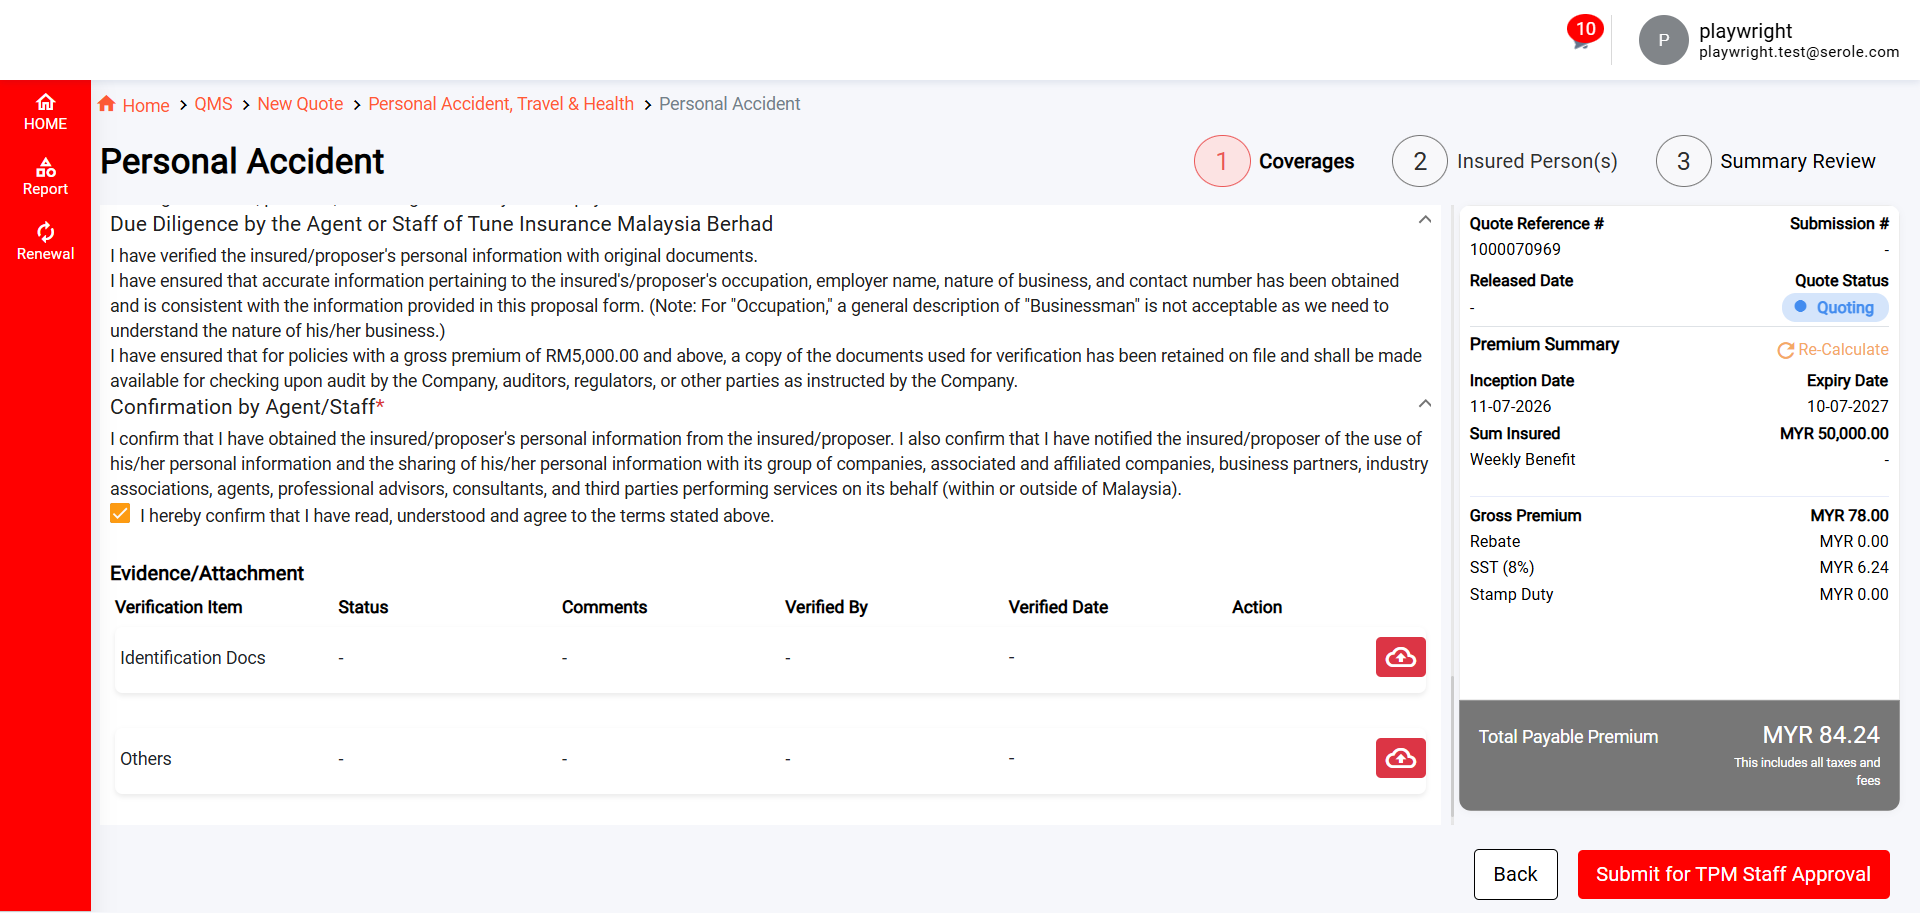 10
P
playwright
playwright.test@serole.com
HOME
Report
Renewal
Home > QMS > New Quote > Personal Accident, Travel & Health > Personal Accident
Personal Accident
1 Coverages
2 Insured Person(s)
3 Summary Review
Due Diligence by the Agent or Staff of Tune Insurance Malaysia Berhad
I have verified the insured/proposer's personal information with original documents.
I have ensured that accurate information pertaining to the insured's/proposer's occupation, employer name, nature of business, and contact number has been obtained
and is consistent with the information provided in this proposal form. (Note: For "Occupation," a general description of "Businessman" is not acceptable as we need to
understand the nature of his/her business.)
I have ensured that for policies with a gross premium of RM5,000.00 and above, a copy of the documents used for verification has been retained on file and shall be made
available for checking upon audit by the Company, auditors, regulators, or other parties as instructed by the Company.
Confirmation by Agent/Staff*
I confirm that I have obtained the insured/proposer's personal information from the insured/proposer. I also confirm that I have notified the insured/proposer of the use of
his/her personal information and the sharing of his/her personal information with its group of companies, associated and affiliated companies, business partners, industry
associations, agents, professional advisors, consultants, and third parties performing services on its behalf (within or outside of Malaysia).
I hereby confirm that I have read, understood and agree to the terms stated above.
Evidence/Attachment
Verification Item Status Comments Verified By Verified Date Action
Identification Docs - - - -
Others - - - -
Quote Reference # Submission #
1000070969 -
Released Date Quote Status
- Quoting
Premium Summary Re-Calculate
Inception Date Expiry Date
11-07-2026 10-07-2027
Sum Insured MYR 50,000.00
Weekly Benefit -
Gross Premium MYR 78.00
Rebate MYR 0.00
SST (8%) MYR 6.24
Stamp Duty MYR 0.00
Total Payable Premium MYR 84.24
This includes all taxes and
fees
Back
Submit for TPM Staff Approval